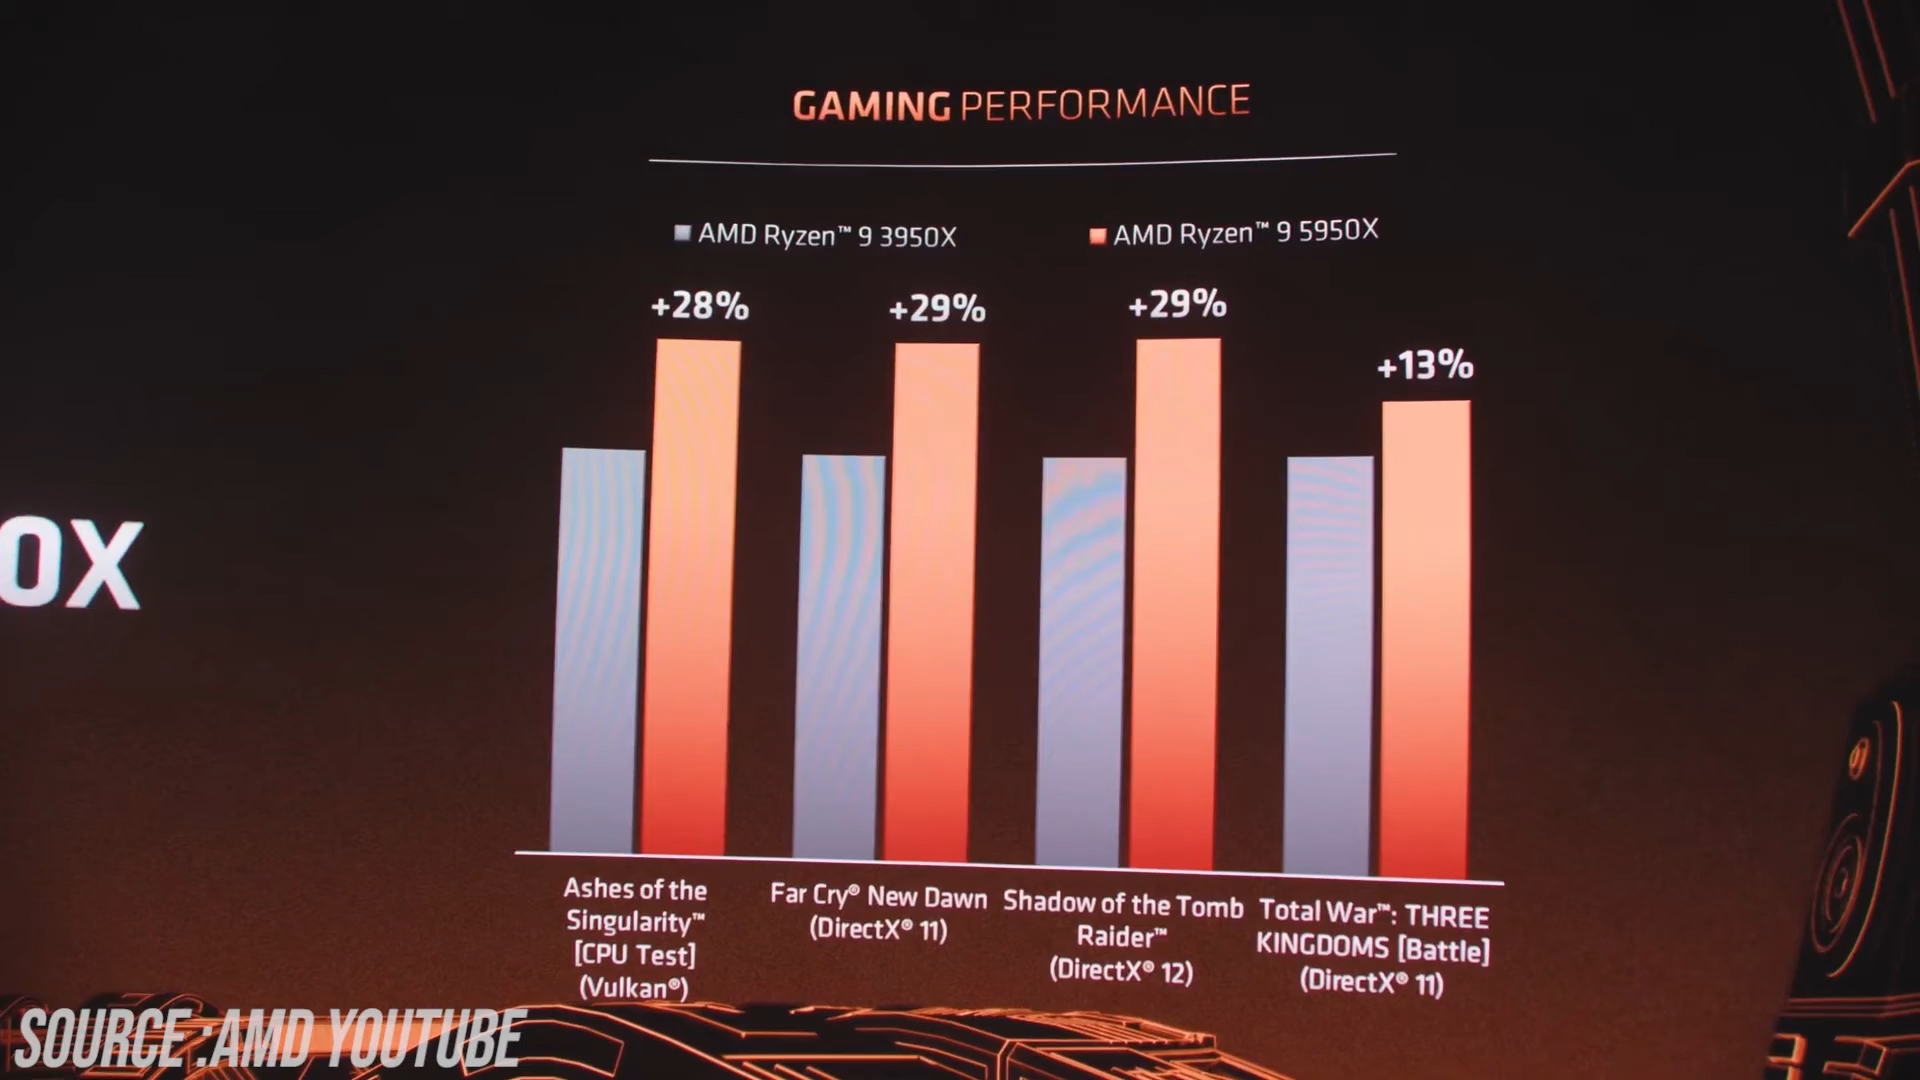 GAMING PERFORMANCE
AMD Ryzen™ 9 3950X
AMD Ryzen™ 9 5950X
+28%
+29%
+29%
+13%
0X
Ashes of the
Singularity™
[CPU Test]
(Vulkan®)
Far Cry® New Dawn
(DirectX® 11)
Shadow of the Tomb
Raider™
(DirectX® 12)
Total War™: THREE
KINGDOMS [Battle]
(DirectX® 11)
SOURCE :AMD YOUTUBE